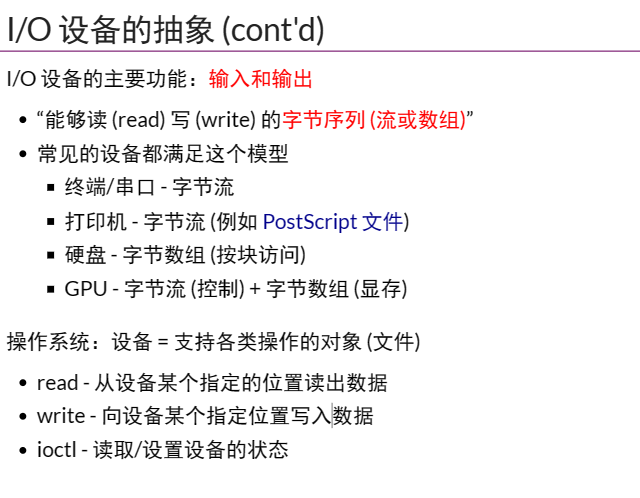 I/O 设备的抽象 (cont'd)
I/O 设备的主要功能：输入和输出
• “能够读 (read) 写 (write) 的字节序列 (流或数组)”
• 常见的设备都满足这个模型
▪ 终端/串口 - 字节流
▪ 打印机 - 字节流 (例如 PostScript 文件)
▪ 硬盘 - 字节数组 (按块访问)
▪ GPU - 字节流 (控制) + 字节数组 (显存)
操作系统：设备 = 支持各类操作的对象 (文件)
• read - 从设备某个指定的位置读出数据
• write - 向设备某个指定位置写入数据
• ioctl - 读取/设置设备的状态